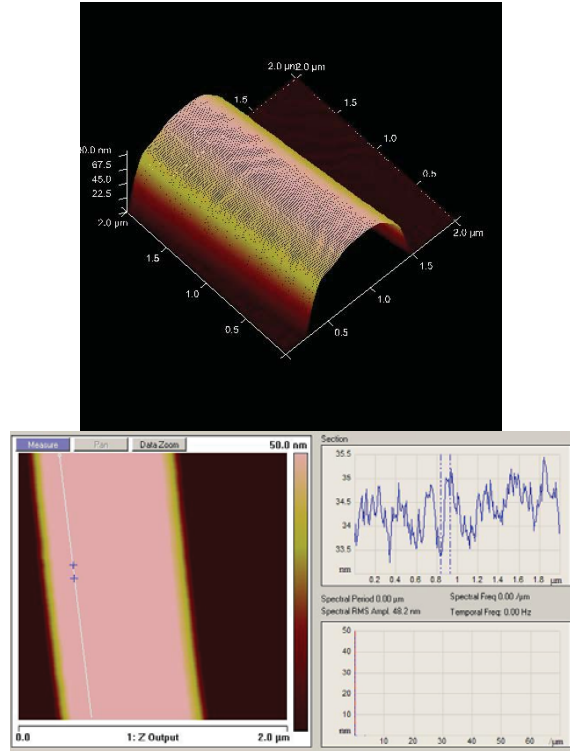 2.0 µm 2.0 µm
1.5 1.5
1.0
0.5
2.0 µm
1.5
1.0
0.5
67.5
45.0
22.5
2.0 µm
1.5
1.0
0.5
Measure Pan Data Zoom 50.0 nm
0.0 1: Z Output 2.0 µm
Section
35.5
35
34.5
34
33.5
nm
0.2 0.4 0.6 0.8 1 1.2 1.4 1.6 1.8 µm
Spectral Period 0.00 µm Spectral Freq 0.00 /µm
Spectral RMS Ampl. 48.2 nm Temporal Freq: 0.00 Hz
50
40
30
20
10
nm
10 20 30 40 50 60 /µm